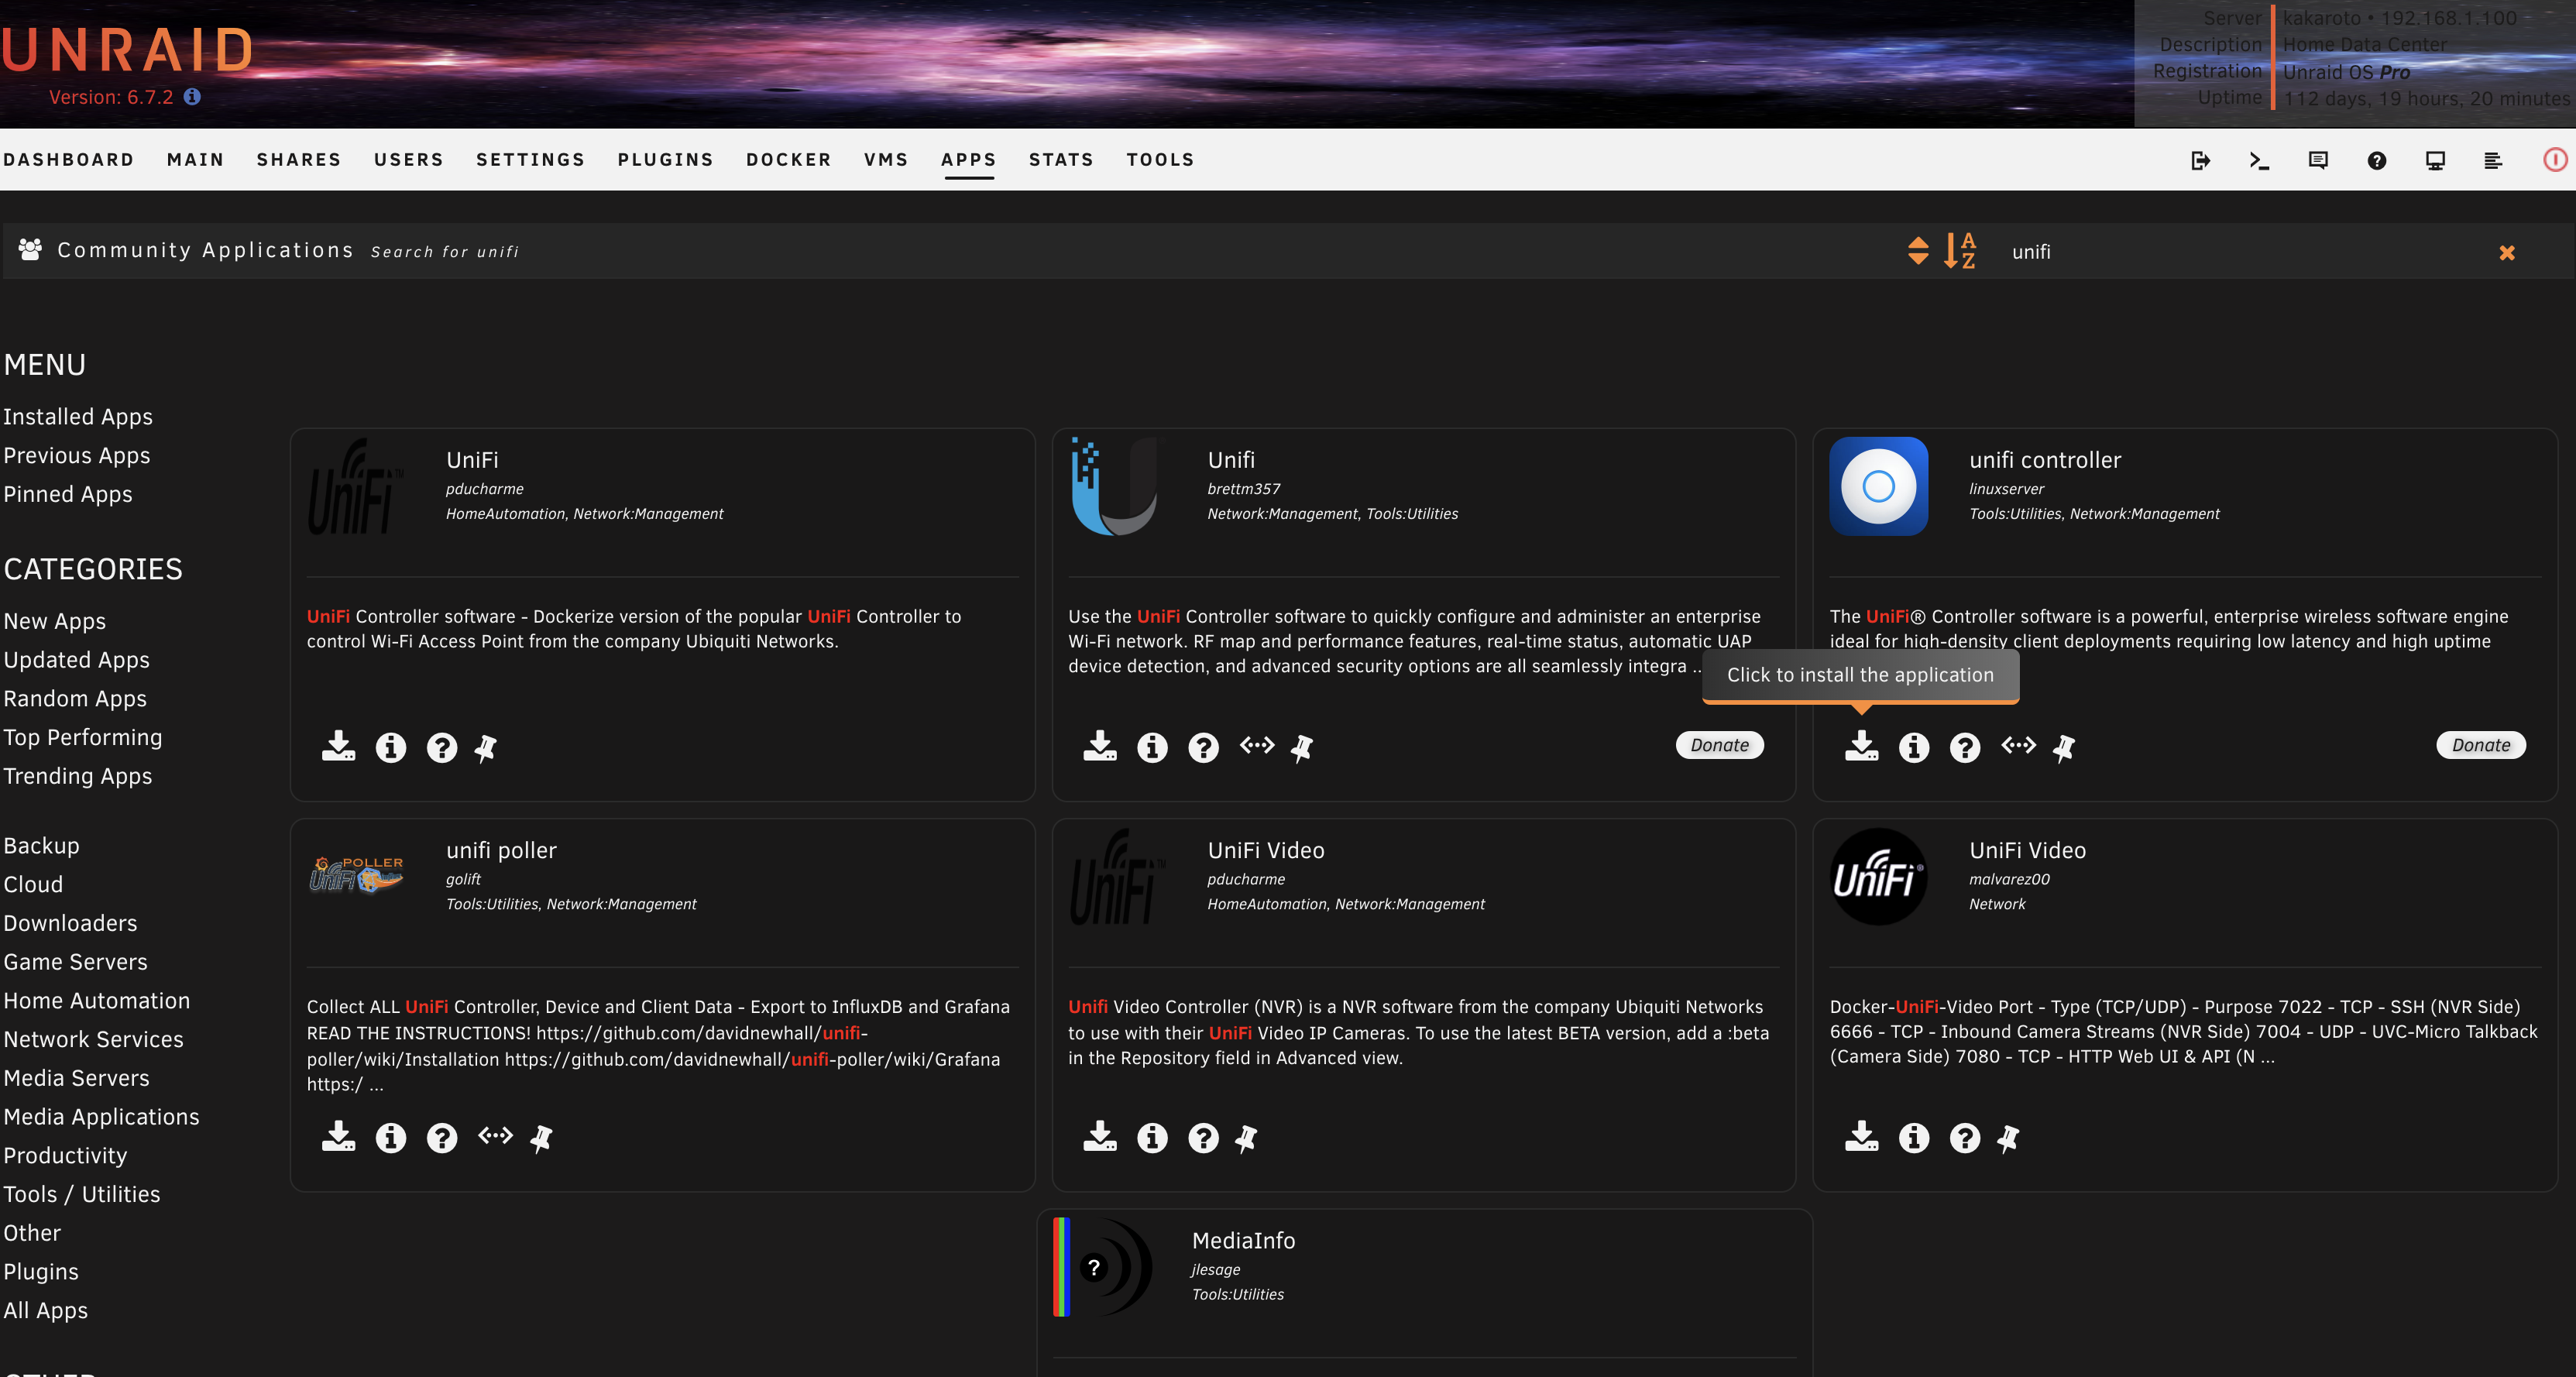 UNRAID
Version: 6.7.2
Server kakaroto • 192.168.1.100
Description Home Data Center
Registration Unraid OS Pro
Uptime 112 days, 19 hours, 20 minutes
DASHBOARD MAIN SHARES USERS SETTINGS PLUGINS DOCKER VMS APPS STATS TOOLS
Community Applications Search for unifi
A
Z
unifi
MENU
Installed Apps
Previous Apps
Pinned Apps
CATEGORIES
New Apps
Updated Apps
Random Apps
Top Performing
Trending Apps
Backup
Cloud
Downloaders
Game Servers
Home Automation
Network Services
Media Servers
Media Applications
Productivity
Tools / Utilities
Other
Plugins
All Apps
UniFi™
UniFi
pducharme
HomeAutomation, Network:Management
UniFi Controller software - Dockerize version of the popular UniFi Controller to
control Wi-Fi Access Point from the company Ubiquiti Networks.
Unifi
brettm357
Network:Management, Tools:Utilities
Use the UniFi Controller software to quickly configure and administer an enterprise
Wi-Fi network. RF map and performance features, real-time status, automatic UAP
device detection, and advanced security options are all seamlessly integra ..
Donate
unifi controller
linuxserver
Tools:Utilities, Network:Management
The UniFi® Controller software is a powerful, enterprise wireless software engine
ideal for high-density client deployments requiring low latency and high uptime
Click to install the application
Donate
POLLER
UniFi
unifi poller
golift
Tools:Utilities, Network:Management
Collect ALL UniFi Controller, Device and Client Data - Export to InfluxDB and Grafana
READ THE INSTRUCTIONS! https://github.com/davidnewhall/unifi-
poller/wiki/Installation https://github.com/davidnewhall/unifi-poller/wiki/Grafana
https:/ ...
UniFi™
UniFi Video
pducharme
HomeAutomation, Network:Management
Unifi Video Controller (NVR) is a NVR software from the company Ubiquiti Networks
to use with their UniFi Video IP Cameras. To use the latest BETA version, add a :beta
in the Repository field in Advanced view.
UniFi®
UniFi Video
malvarez00
Network
Docker-UniFi-Video Port - Type (TCP/UDP) - Purpose 7022 - TCP - SSH (NVR Side)
6666 - TCP - Inbound Camera Streams (NVR Side) 7004 - UDP - UVC-Micro Talkback
(Camera Side) 7080 - TCP - HTTP Web UI & API (N ...
MediaInfo
jlesage
Tools:Utilities